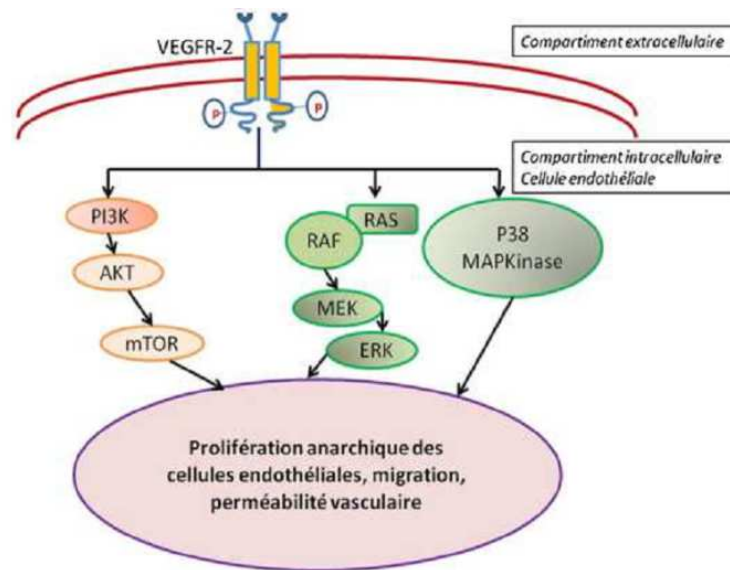 VEGFR-2
Compartiment extracellulaire
P
P
Compartiment intracellulaire
Cellule endothéliale
PI3K
RAS
RAF
P38
MAPKinase
AKT
MEK
mTOR
ERK
Prolifération anarchique des
cellules endothéliales, migration,
perméabilité vasculaire